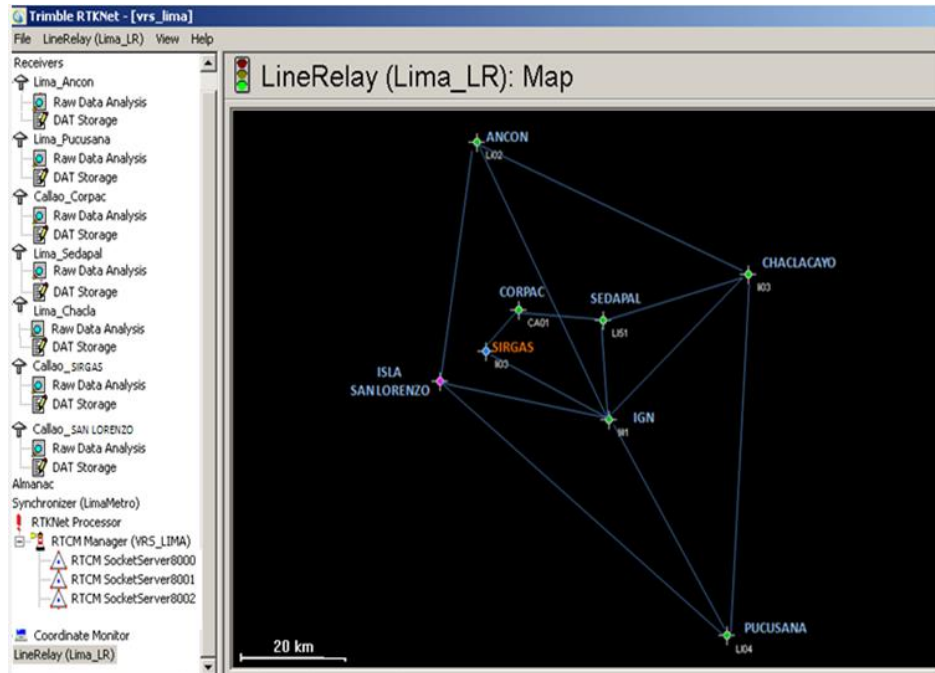 Trimble RTKNet - [vrs_lima]
File LineRelay (Lima_LR) View Help
Receivers
Lima_Ancon
Raw Data Analysis
DAT Storage
Lima_Pucusana
Raw Data Analysis
DAT Storage
Callao_Corpac
Raw Data Analysis
DAT Storage
Lima_Sedapal
Raw Data Analysis
DAT Storage
Lima_Chacla
Raw Data Analysis
DAT Storage
Callao_SIRGAS
Raw Data Analysis
DAT Storage
Callao_SAN LORENZO
Raw Data Analysis
DAT Storage
Almanac
Synchronizer (LimaMetro)
RTKNet Processor
RTCM Manager (VRS_LIMA)
RTCM SocketServer8000
RTCM SocketServer8001
RTCM SocketServer8002
Coordinate Monitor
LineRelay (Lima_LR)
LineRelay (Lima_LR): Map
ANCON
LI02
CHACLACAYO
CORPAC
CA01
SEDAPAL
LI51
SIRGAS
ISLA
SAN LORENZO
IGN
PUCUSANA
LI04
20 km